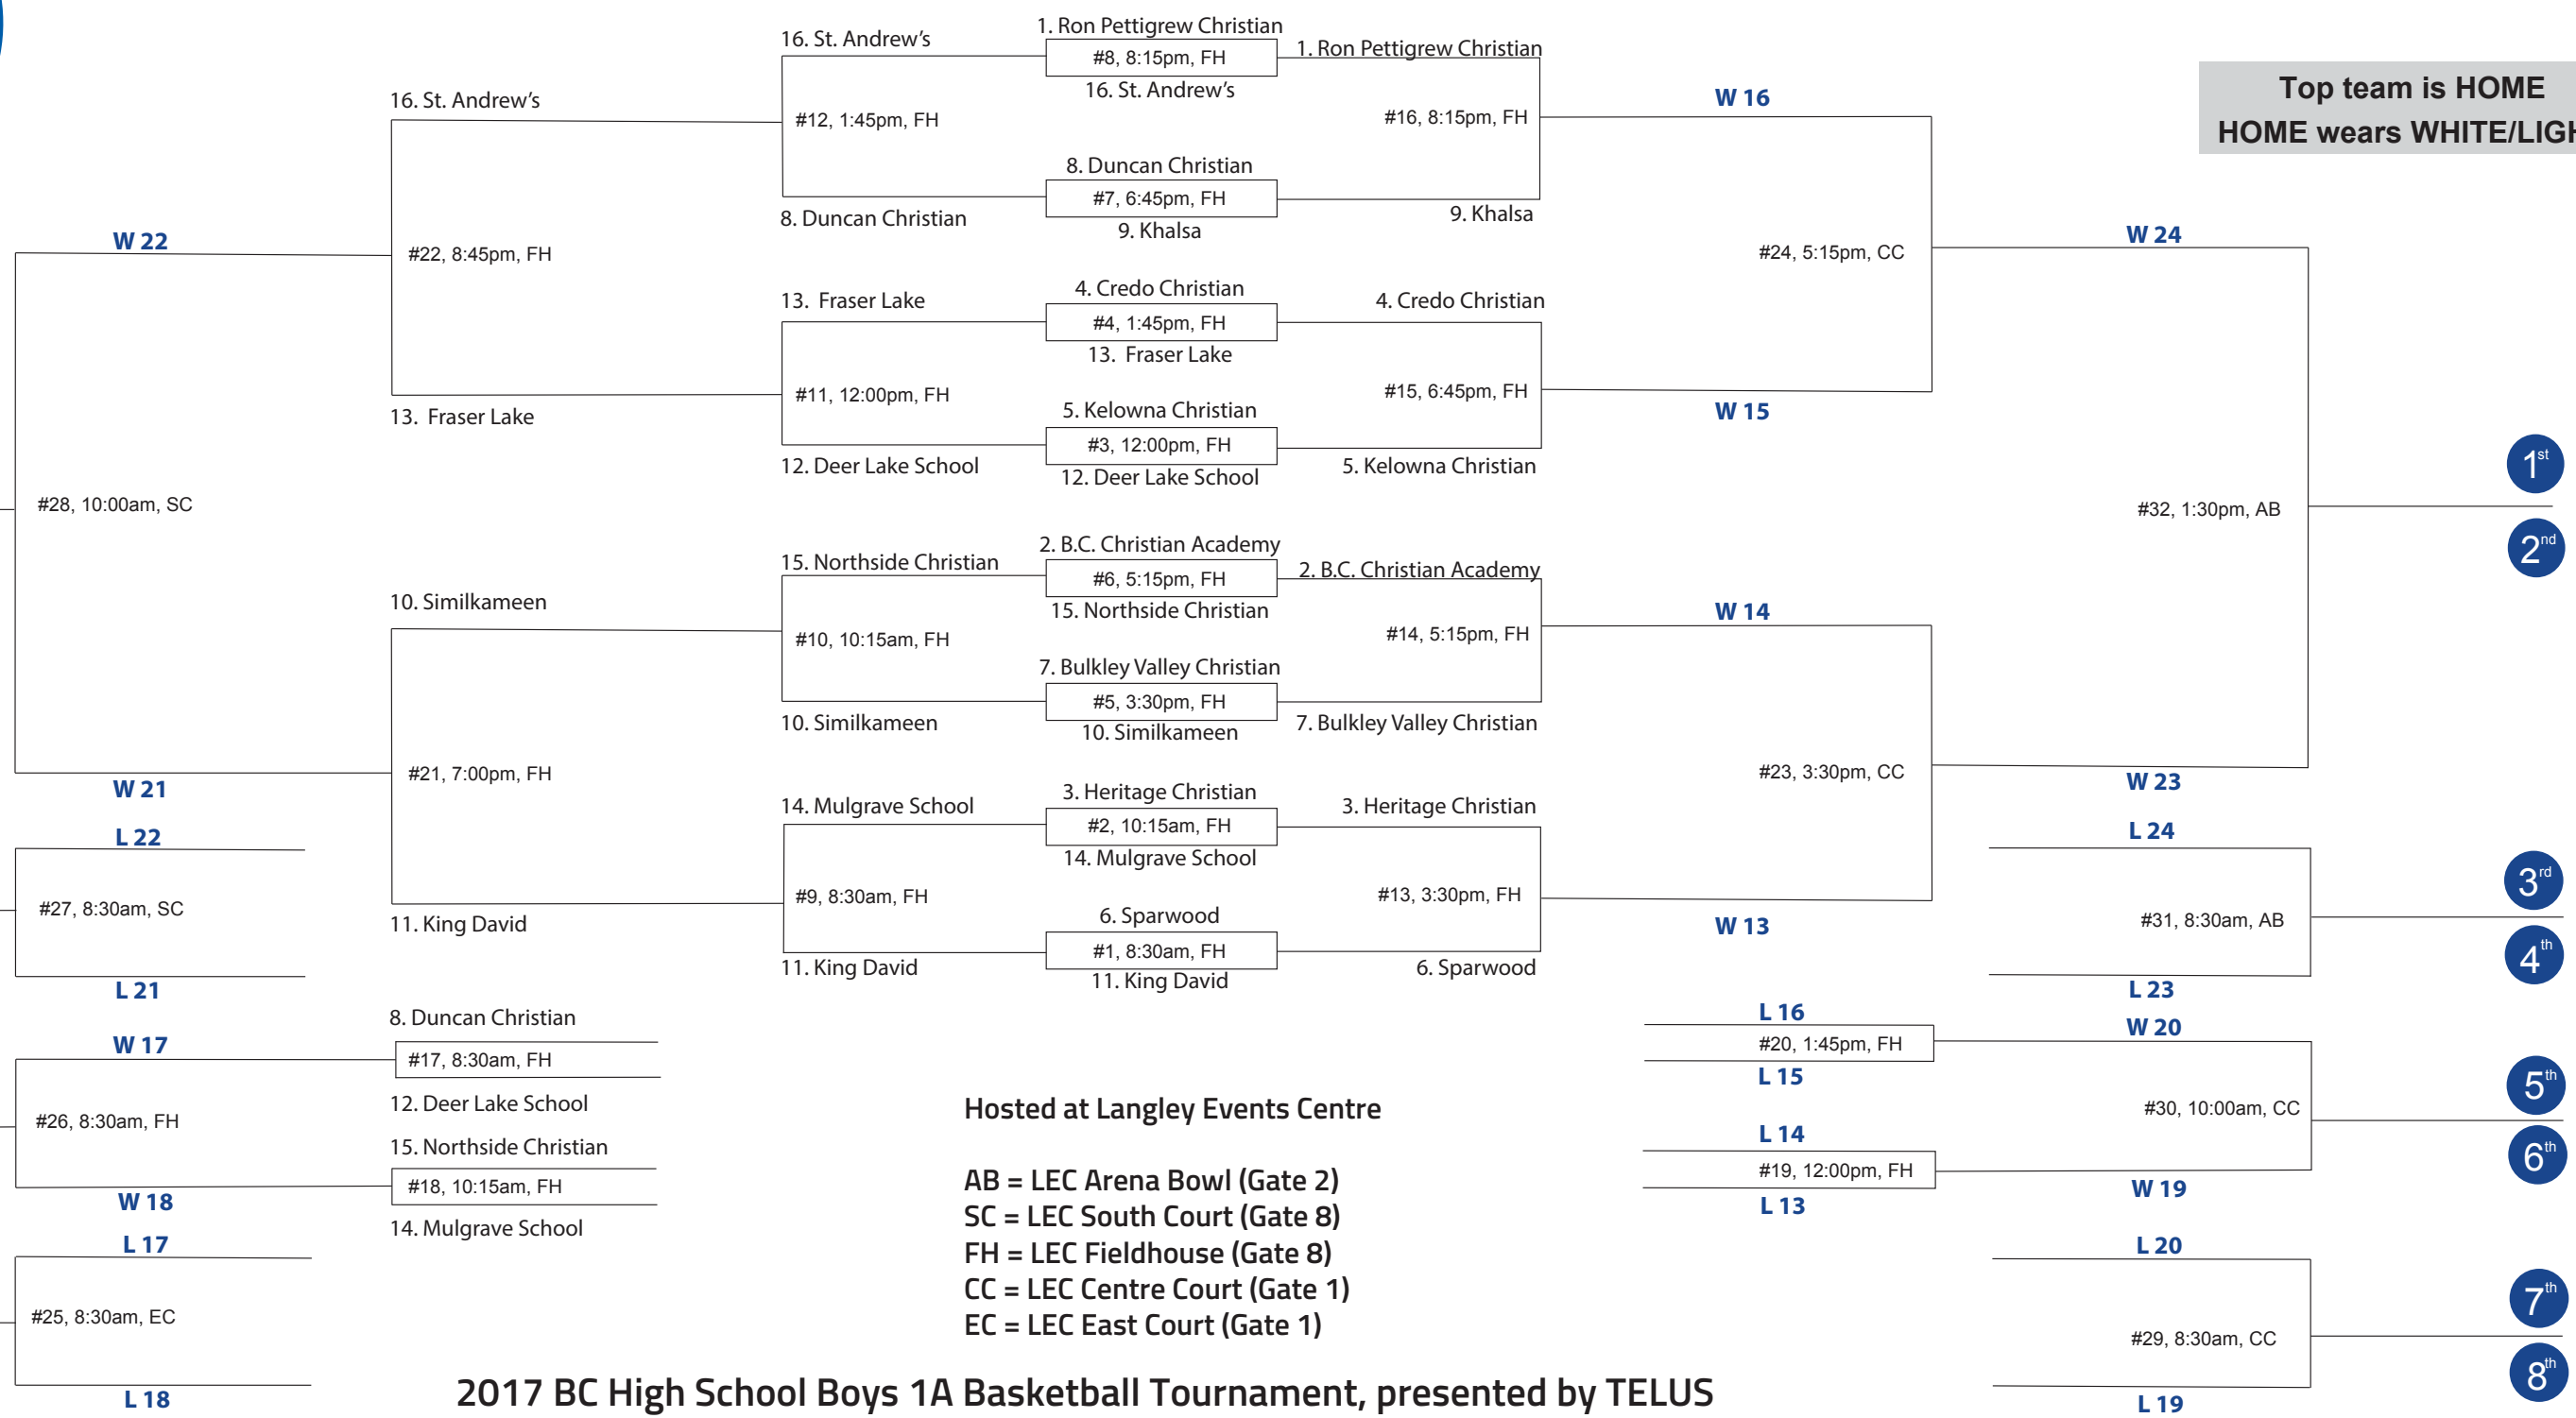 16. St. Andrew’s
1. Ron Pettigrew Christian
#8, 8:15pm, FH
16. St. Andrew’s
1. Ron Pettigrew Christian
Top team is HOME
16. St. Andrew’s
#12, 1:45pm, FH
#16, 8:15pm, FH
W 16
8. Duncan Christian
#7, 6:45pm, FH
9. Khalsa
8. Duncan Christian
9. Khalsa
W 22
#22, 8:45pm, FH
#24, 5:15pm, CC
W 24
13. Fraser Lake
4. Credo Christian
#4, 1:45pm, FH
13. Fraser Lake
4. Credo Christian
13. Fraser Lake
#11, 12:00pm, FH
5. Kelowna Christian
#3, 12:00pm, FH
12. Deer Lake School
#15, 6:45pm, FH
W 15
12. Deer Lake School
5. Kelowna Christian
1st
#28, 10:00am, SC
#32, 1:30pm, AB
2nd
15. Northside Christian
2. B.C. Christian Academy
#6, 5:15pm, FH
15. Northside Christian
2. B.C. Christian Academy
10. Similkameen
#10, 10:15am, FH
#14, 5:15pm, FH
W 14
7. Bulkley Valley Christian
#5, 3:30pm, FH
10. Similkameen
10. Similkameen
7. Bulkley Valley Christian
W 21
#21, 7:00pm, FH
#23, 3:30pm, CC
W 23
14. Mulgrave School
3. Heritage Christian
#2, 10:15am, FH
14. Mulgrave School
3. Heritage Christian
L 22
L 24
#27, 8:30am, SC
11. King David
#9, 8:30am, FH
6. Sparwood
#1, 8:30am, FH
11. King David
#13, 3:30pm, FH
W 13
#31, 8:30am, AB
3rd
4th
11. King David
6. Sparwood
L 21
L 23
8. Duncan Christian
L 16
W 17
#17, 8:30am, FH
#20, 1:45pm, FH
W 20
12. Deer Lake School
L 15
#26, 8:30am, FH
#30, 10:00am, CC
5th
6th
15. Northside Christian
L 14
#18, 10:15am, FH
#19, 12:00pm, FH
W 18
W 19
14. Mulgrave School
L 13
Hosted at Langley Events Centre
AB = LEC Arena Bowl (Gate 2)
SC = LEC South Court (Gate 8)
FH = LEC Fieldhouse (Gate 8)
CC = LEC Centre Court (Gate 1)
EC = LEC East Court (Gate 1)
L 17
L 20
#25, 8:30am, EC
#29, 8:30am, CC
7th
8th
L 18
L 19
2017 BC High School Boys 1A Basketball Tournament, presented by TELUS
HOME wears